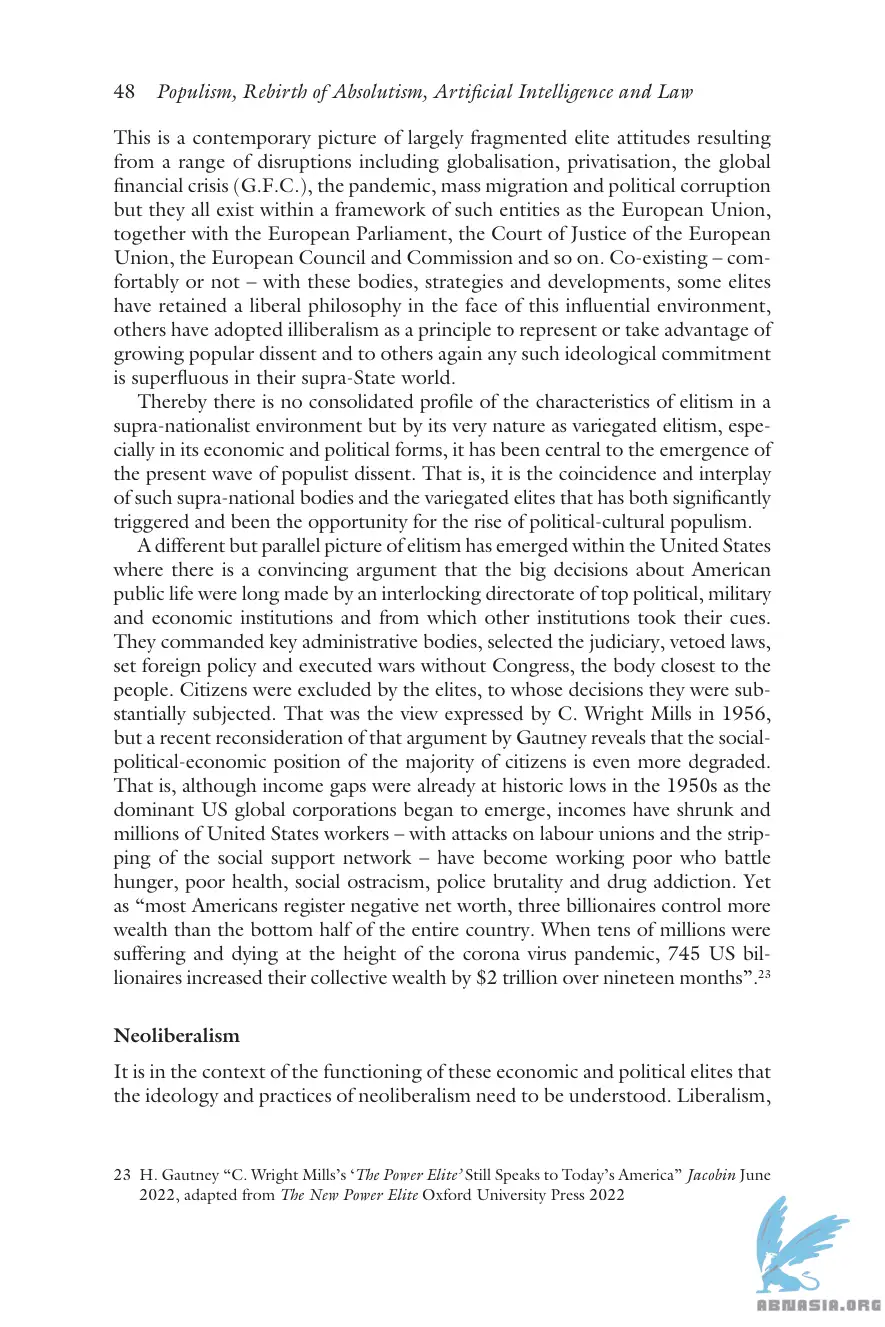 48 Populism, Rebirth of Absolutism, Artificial Intelligence and Law
This is a contemporary picture of largely fragmented elite attitudes resulting
from a range of disruptions including globalisation, privatisation, the global
financial crisis (G.F.C.), the pandemic, mass migration and political corruption
but they all exist within a framework of such entities as the European Union,
together with the European Parliament, the Court of Justice of the European
Union, the European Council and Commission and so on. Co-existing – com-
fortably or not – with these bodies, strategies and developments, some elites
have retained a liberal philosophy in the face of this influential environment,
others have adopted illiberalism as a principle to represent or take advantage of
growing popular dissent and to others again any such ideological commitment
is superfluous in their supra-State world.
Thereby there is no consolidated profile of the characteristics of elitism in a
supra-nationalist environment but by its very nature as variegated elitism, espe-
cially in its economic and political forms, it has been central to the emergence of
the present wave of populist dissent. That is, it is the coincidence and interplay
of such supra-national bodies and the variegated elites that has both significantly
triggered and been the opportunity for the rise of political-cultural populism.
A different but parallel picture of elitism has emerged within the United States
where there is a convincing argument that the big decisions about American
public life were long made by an interlocking directorate of top political, military
and economic institutions and from which other institutions took their cues.
They commanded key administrative bodies, selected the judiciary, vetoed laws,
set foreign policy and executed wars without Congress, the body closest to the
people. Citizens were excluded by the elites, to whose decisions they were sub-
stantially subjected. That was the view expressed by C. Wright Mills in 1956,
but a recent reconsideration of that argument by Gautney reveals that the social-
political-economic position of the majority of citizens is even more degraded.
That is, although income gaps were already at historic lows in the 1950s as the
dominant US global corporations began to emerge, incomes have shrunk and
millions of United States workers – with attacks on labour unions and the strip-
ping of the social support network – have become working poor who battle
hunger, poor health, social ostracism, police brutality and drug addiction. Yet
as “most Americans register negative net worth, three billionaires control more
wealth than the bottom half of the entire country. When tens of millions were
suffering and dying at the height of the corona virus pandemic, 745 US bil-
lionaires increased their collective wealth by $2 trillion over nineteen months”.23
Neoliberalism
It is in the context of the functioning of these economic and political elites that
the ideology and practices of neoliberalism need to be understood. Liberalism,
23 H. Gautney “C. Wright Mills’s ‘The Power Elite’ Still Speaks to Today’s America” Jacobin June
2022, adapted from The New Power Elite Oxford University Press 2022
ABNASIA.ORG